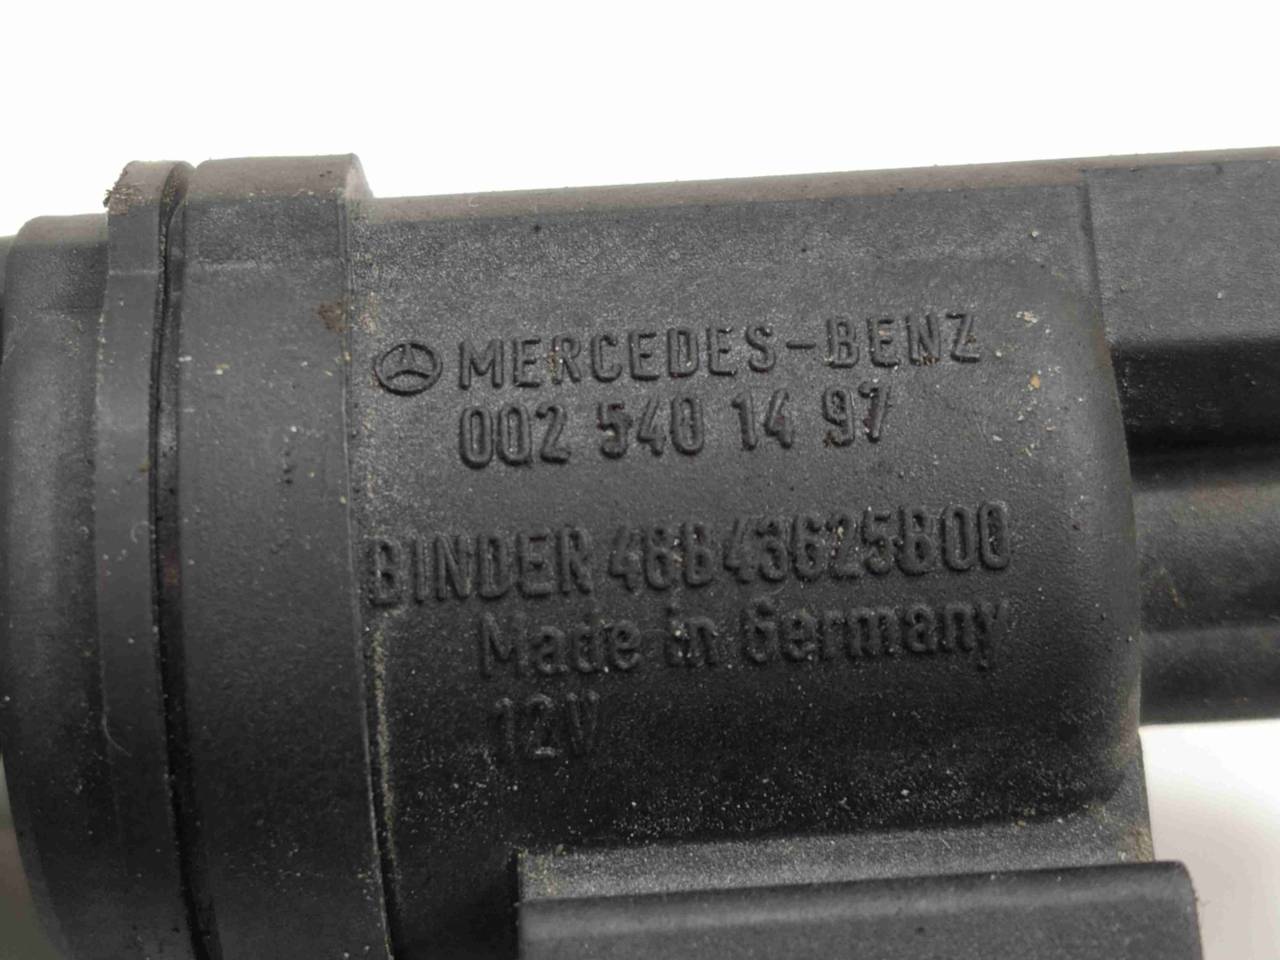 MERCEDES-BENZ
002 540 14 97
BINDER 46B43625B00
Made in Germany
12V